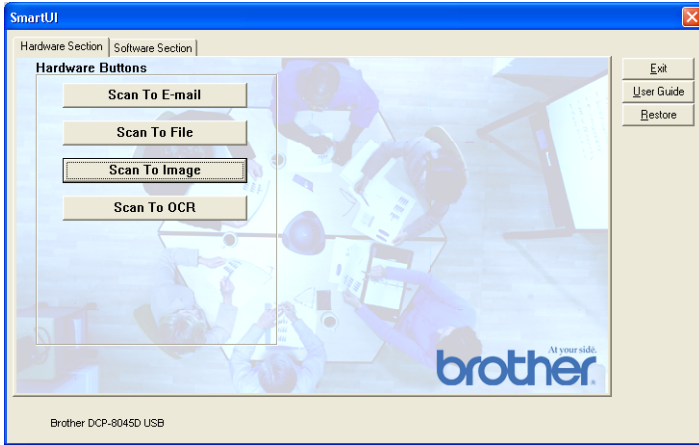 SmartUI
Hardware Section
Software Section
Hardware Buttons
Scan To E-mail
Scan To File
Scan To Image
Scan To OCR
Exit
User Guide
Restore
At your side.
brother
Brother DCP-8045D USB